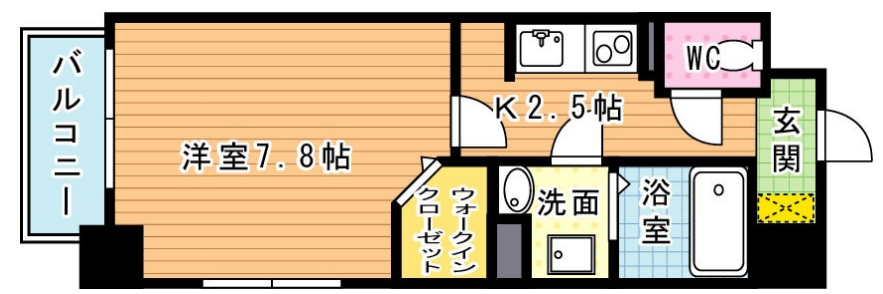 バルコニー
洋室7.8帖
K2.5帖
WC
玄関
ウォークイン
クローゼット
洗面
浴室